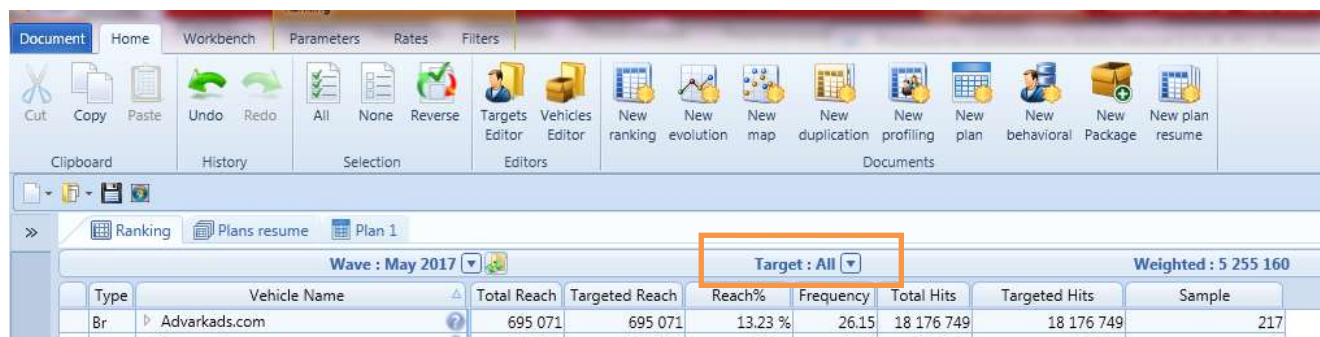 Document Home Workbench Parameters Rates Filters
Cut Copy Paste Undo Redo All None Reverse Targets Editor Vehicles Editor New ranking New evolution New map New duplication New profiling New plan New behavioral New Package New plan resume
Clipboard History Selection Editors Documents
Ranking Plans resume Plan 1
Wave : May 2017 Target : All Weighted : 5 255 160
Type Vehicle Name Total Reach Targeted Reach Reach% Frequency Total Hits Targeted Hits Sample
Br Advarkads.com 695 071 695 071 13.23 % 26.15 18 176 749 18 176 749 217